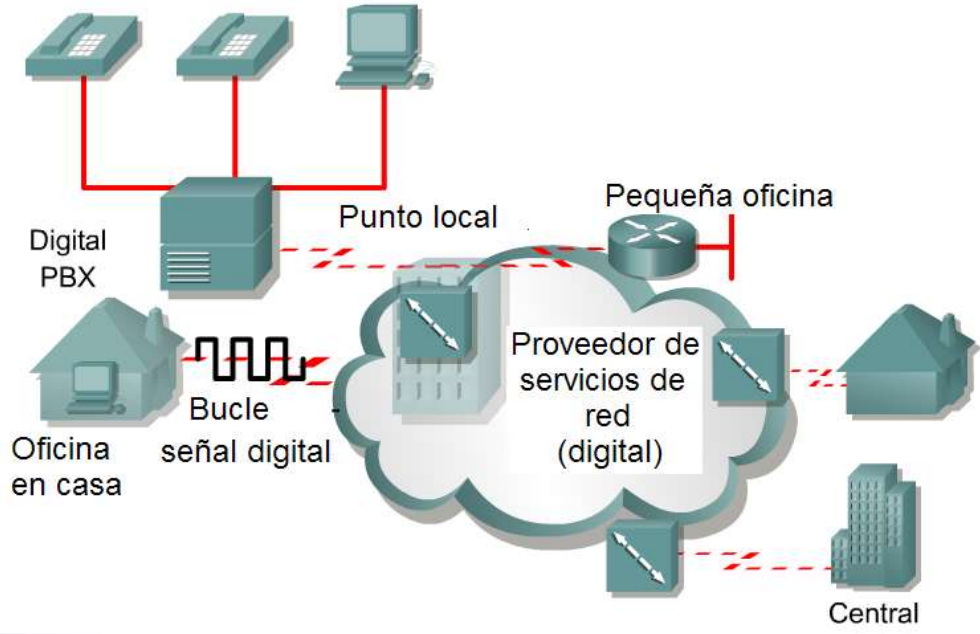 Pequeña oficina
Punto local
Digital
PBX
Proveedor de
servicios de
red
(digital)
Bucle
señal digital
Oficina
en casa
Central